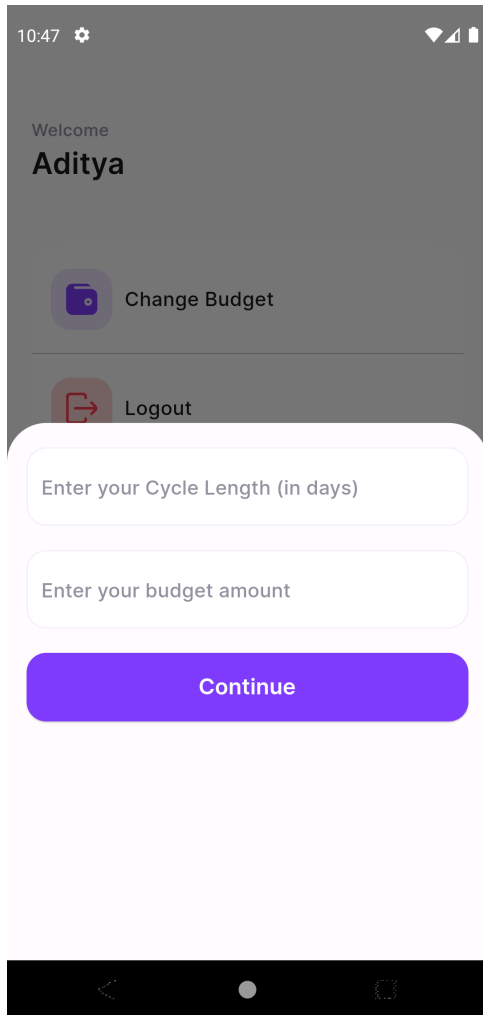 10:47
Welcome
Aditya
Change Budget
Logout
Enter your Cycle Length (in days)
Enter your budget amount
Continue